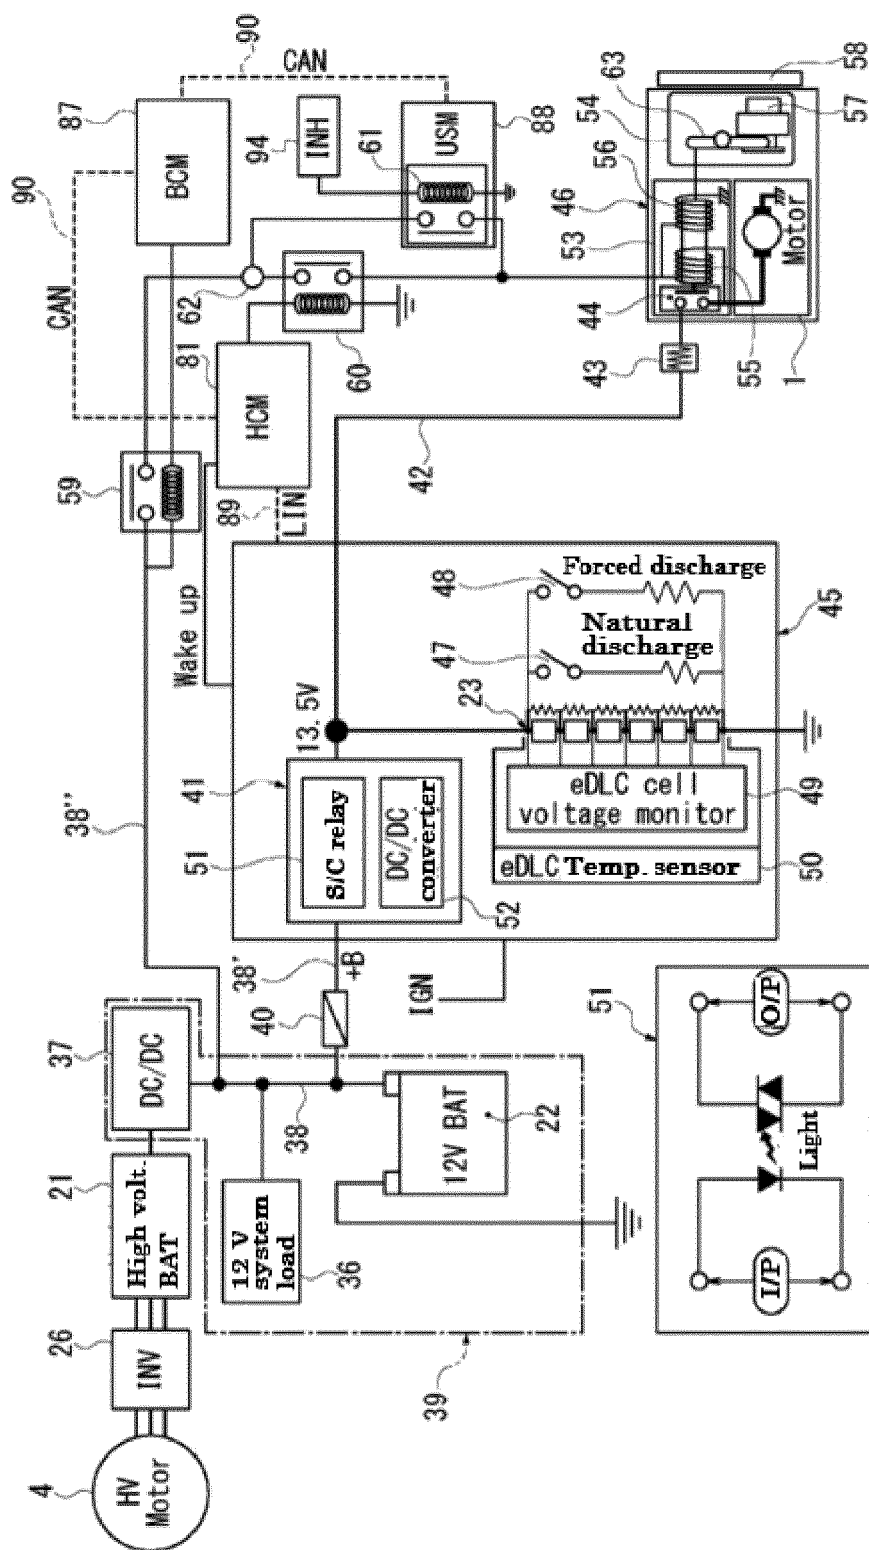 4
HV
Motor
26
INV
21
High volt.
BAT
37
DC/DC
38''
59
CAN
90
87
BCM
90
CAN
62
94
INH
61
USM
88
81
HCM
60
89
LIN
Wake up
12 V
system
load
36
38
12V BAT
22
39
40
38'
+B
IGN
41
51
S/C relay
DC/DC
converter
52
13.5V
42
43
44
53
46
56
54
63
58
57
55
Motor
1
23
47
Natural
discharge
48
Forced discharge
45
eDLC cell
voltage monitor
49
eDLC Temp. sensor
50
51
I/P
Light
O/P